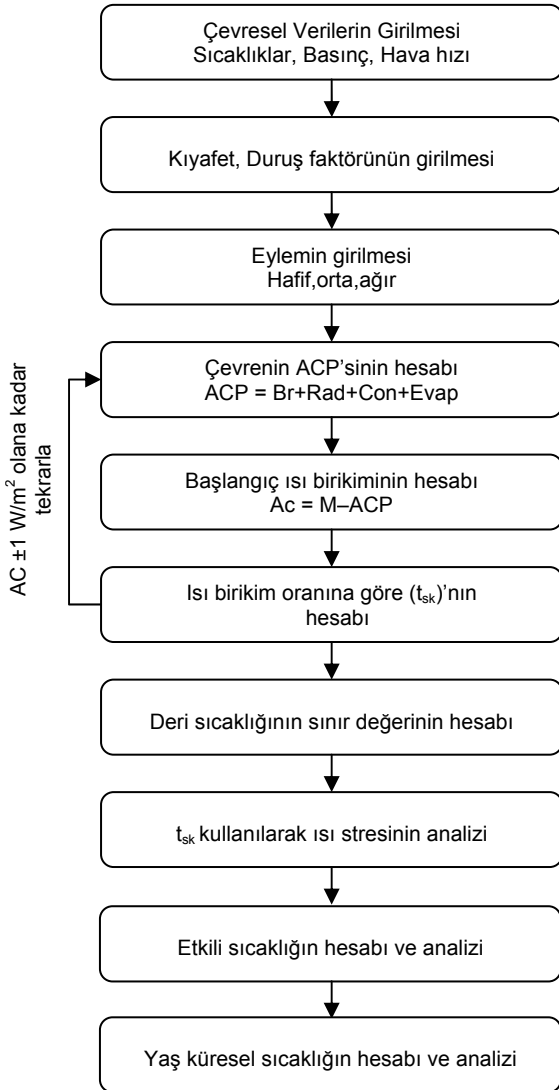 Çevresel Verilerin Girilmesi
Sıcaklıklar, Basınç, Hava hızı
Kıyafet, Duruş faktörünün girilmesi
Eylemin girilmesi
Hafif,orta,ağır
Çevrenin ACP’sinin hesabı
ACP = Br+Rad+Con+Evap
AC ±1 W/m² olana kadar
tekrarla
Başlangıç ısı birikiminin hesabı
Ac = M–ACP
Isı birikim oranına göre (tsk)’nın
hesabı
Deri sıcaklığının sınır değerinin hesabı
tsk kullanılarak ısı stresinin analizi
Etkili sıcaklığın hesabı ve analizi
Yaş küresel sıcaklığın hesabı ve analizi